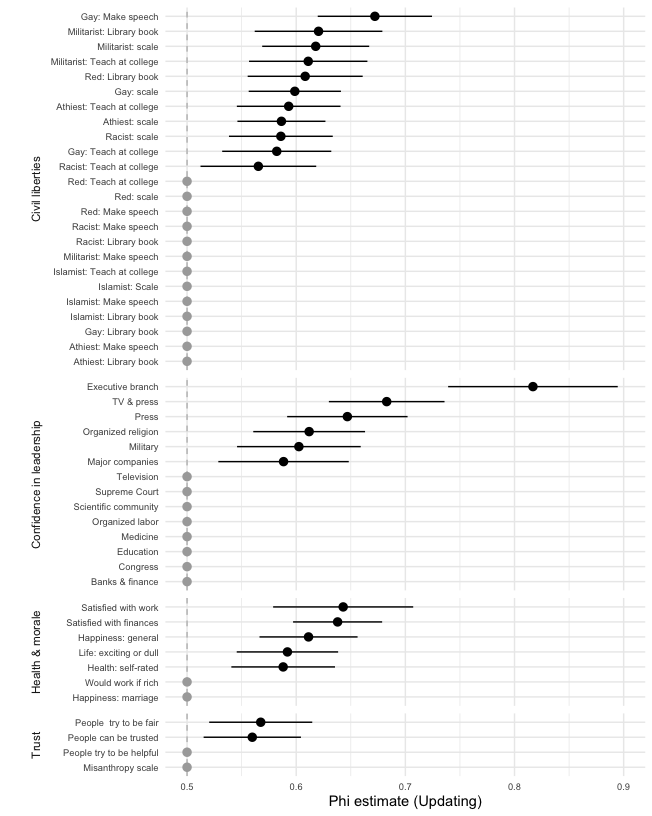 Civil liberties
Gay: Make speech
Militarist: Library book
Militarist: scale
Militarist: Teach at college
Red: Library book
Gay: scale
Athiest: Teach at college
Athiest: scale
Racist: scale
Gay: Teach at college
Racist: Teach at college
Red: Teach at college
Red: scale
Red: Make speech
Racist: Make speech
Racist: Library book
Militarist: Make speech
Islamist: Teach at college
Islamist: Scale
Islamist: Make speech
Islamist: Library book
Gay: Library book
Athiest: Make speech
Athiest: Library book
Confidence in leadership
Executive branch
TV & press
Press
Organized religion
Military
Major companies
Television
Supreme Court
Scientific community
Organized labor
Medicine
Education
Congress
Banks & finance
Health & morale
Satisfied with work
Satisfied with finances
Happiness: general
Life: exciting or dull
Health: self-rated
Would work if rich
Happiness: marriage
Trust
People  try to be fair
People can be trusted
People try to be helpful
Misanthropy scale
0.5 0.6 0.7 0.8 0.9
Phi estimate (Updating)